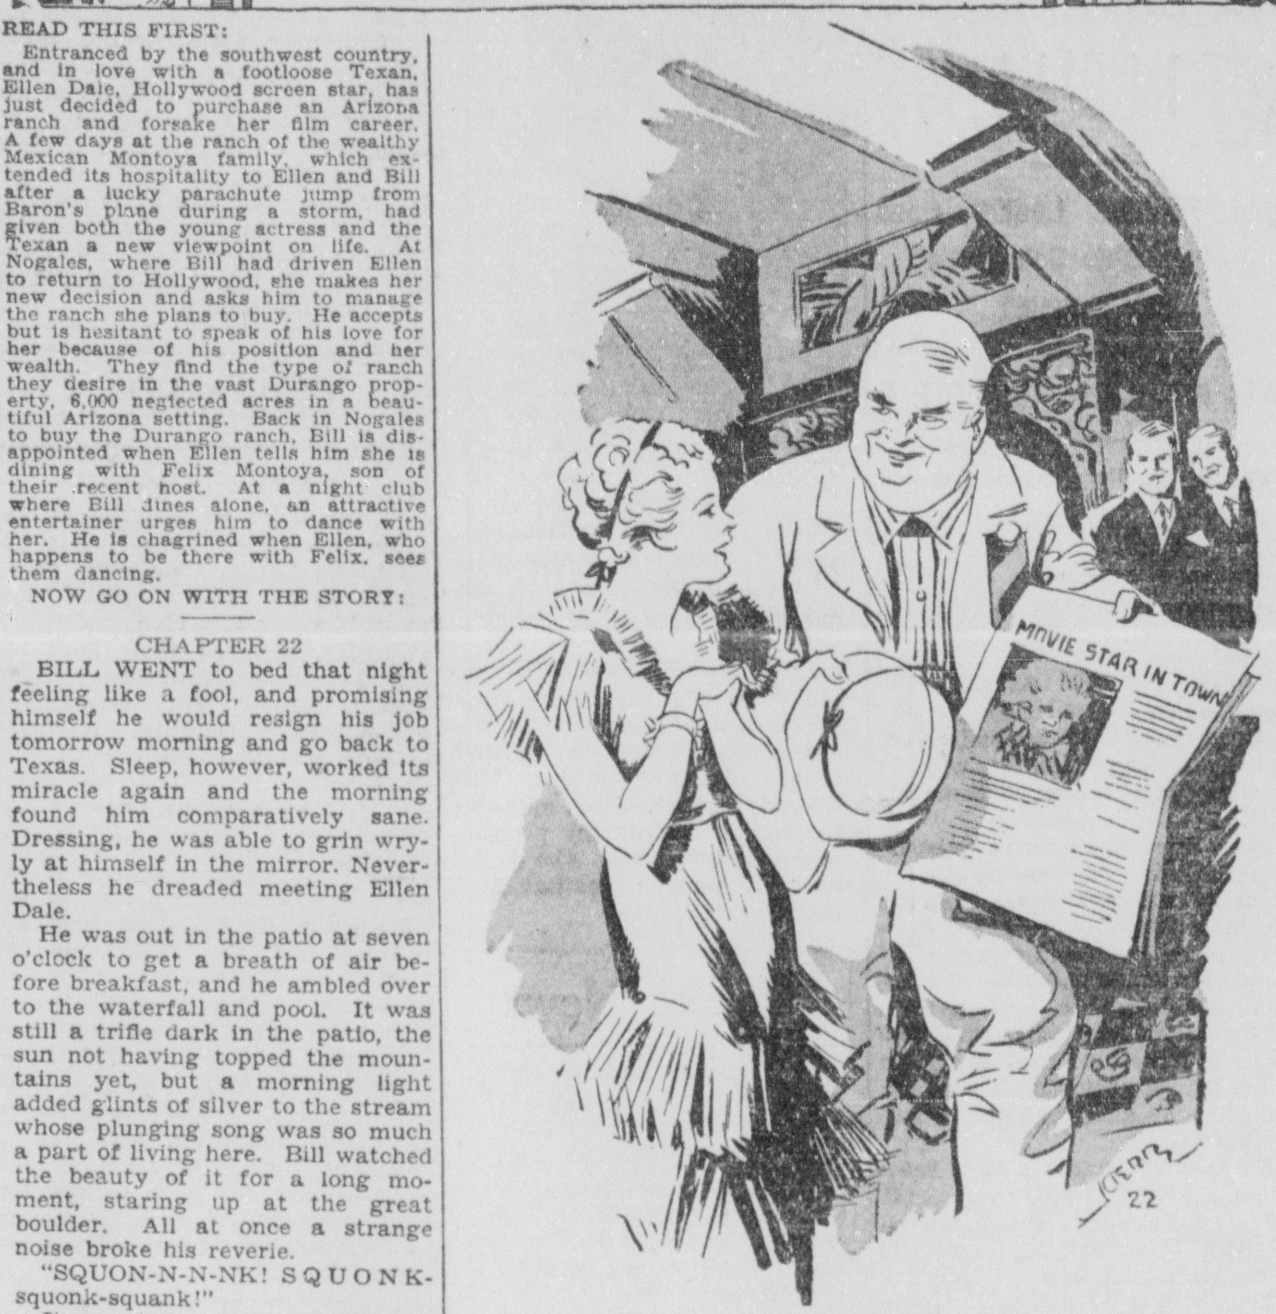 READ THIS FIRST:
Entranced by the southwest country,
and in love with a footloose Texan,
Ellen Dale, Hollywood screen star, has
just decided to purchase an Arizona
ranch and forsake her film career.
A few days at the ranch of the wealthy
Mexican Montoya family, which ex-
tended its hospitality to Ellen and Bill
after a lucky parachute jump from
Baron's plane during a storm, had
given both the young actress and the
Texan a new viewpoint on life. At
Nogales, where Bill had driven Ellen
to return to Hollywood, she makes her
new decision and asks him to manage
the ranch she plans to buy. He accepts
but is hesitant to speak of his love for
her because of his position and her
wealth. They find the type of ranch
they desire in the vast Durango prop-
erty, 6,000 neglected acres in a beau-
tiful Arizona setting. Back in Nogales
to buy the Durango ranch, Bill is dis-
appointed when Ellen tells him she is
dining with Felix Montoya, son of
their recent host. At a night club
where Bill dines alone, an attractive
entertainer urges him to dance with
her. He is chagrined when Ellen, who
happens to be there with Felix, sees
them dancing.
NOW GO ON WITH THE STORY:
CHAPTER 22
BILL WENT to bed that night
feeling like a fool, and promising
himself he would resign his job
tomorrow morning and go back to
Texas. Sleep, however, worked its
miracle again and the morning
found him comparatively sane.
Dressing, he was able to grin wry-
ly at himself in the mirror. Never-
theless he dreaded meeting Ellen
Dale.
He was out in the patio at seven
o'clock to get a breath of air be-
fore breakfast, and he ambled over
to the waterfall and pool. It was
still a trifle dark in the patio, the
sun not having topped the moun-
tains yet, but a morning light
added glints of silver to the stream
whose plunging song was so much
a part of living here. Bill watched
the beauty of it for a long mo-
ment, staring up at the great
boulder. All at once a strange
noise broke his reverie.
"SQUON-N-N-NK! SQUONK-
squonk-squank!"
MOVIE STAR IN TOWN
22